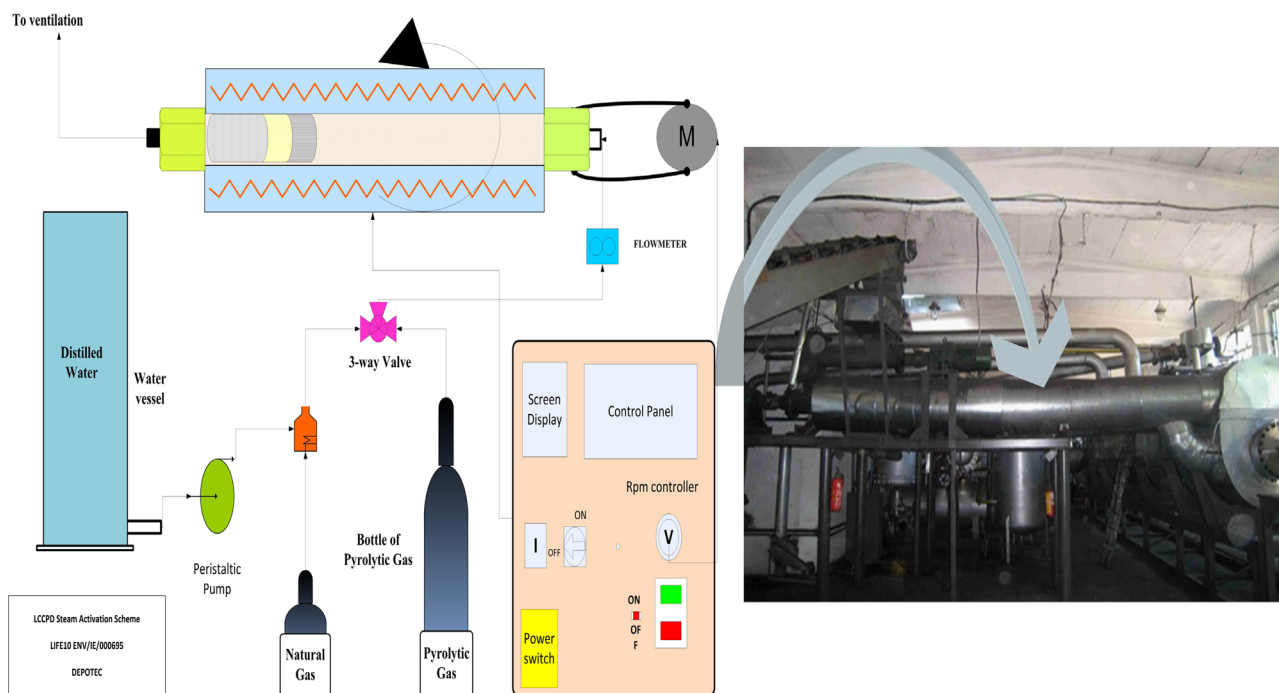 To ventilation
M
FLOWMETER
3-way Valve
Distilled
Water
Water
vessel
Screen
Display
Control Panel
Rpm controller
ON
I
OFF
V
Bottle of
Pyrolytic Gas
Peristaltic
Pump
ON
OF
F
Power
switch
Natural
Gas
Pyrolytic
Gas
LCCPD Steam Activation Scheme
LIFE10 ENV/IE/000695
DEPOTEC